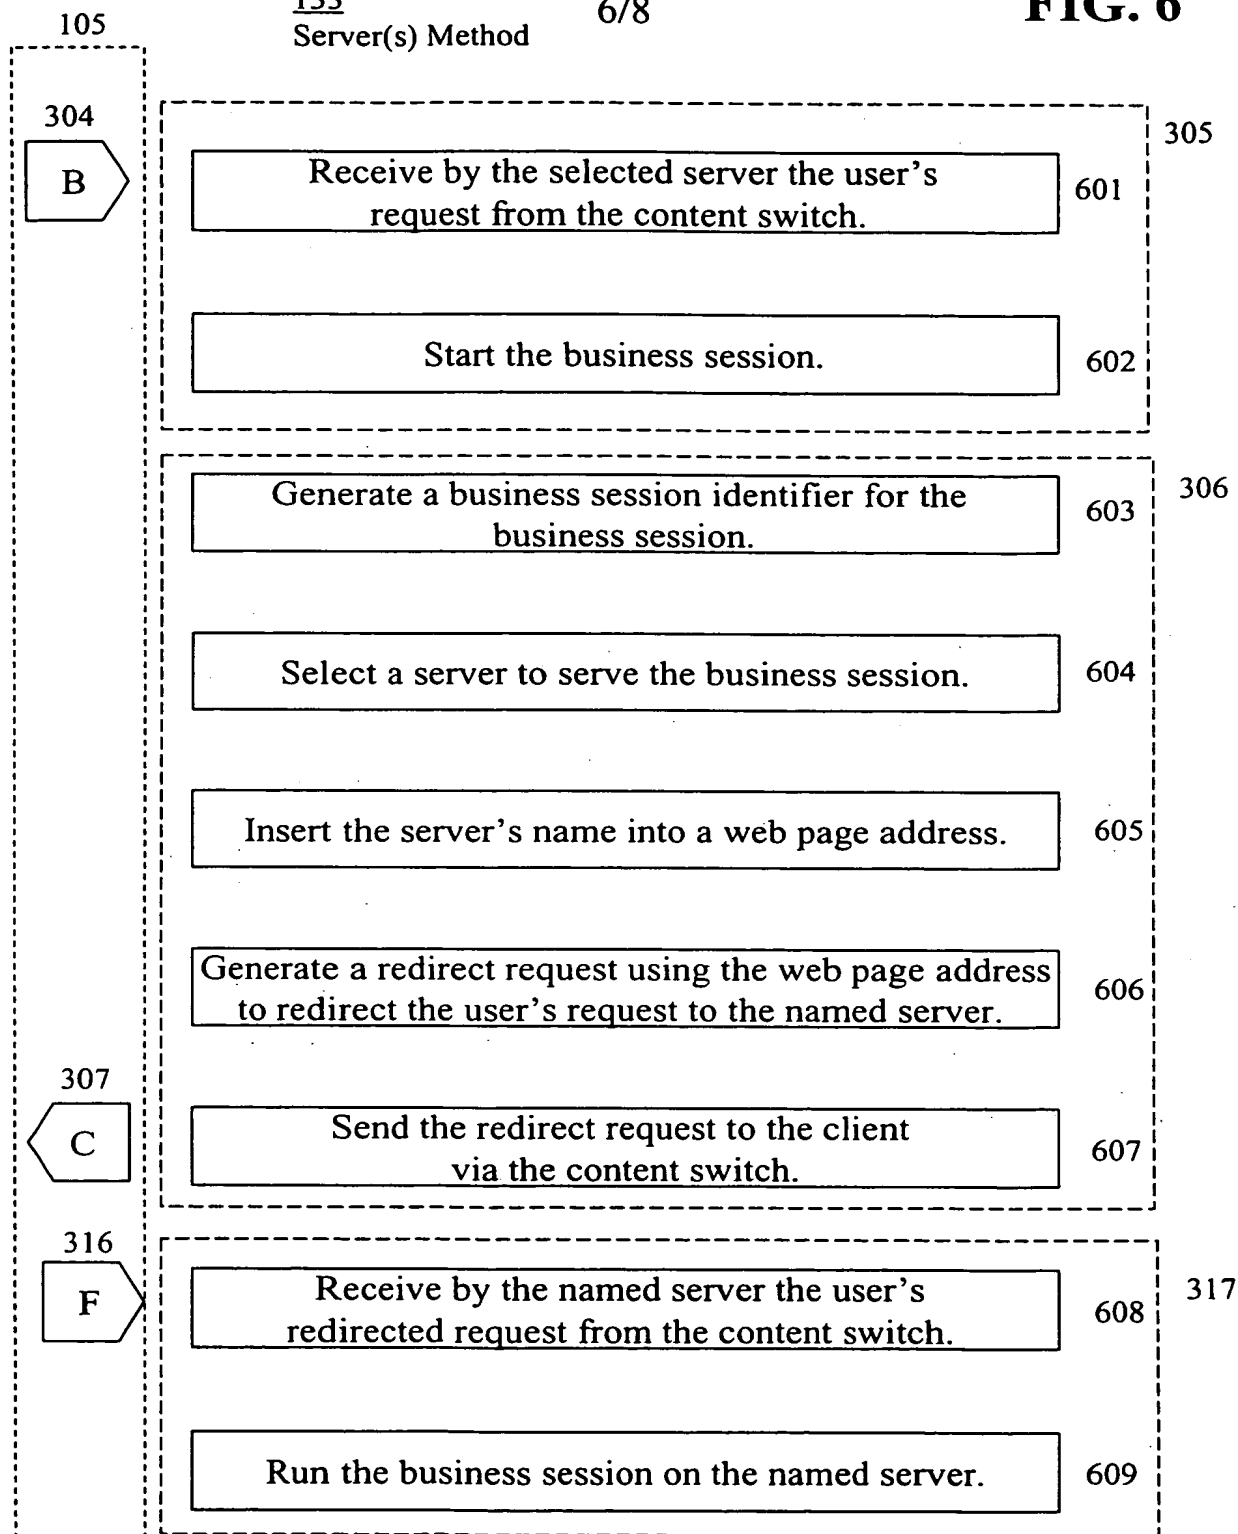 133
6/8
FIG. 6
Server(s) Method
105
304
B
305
Receive by the selected server the user's
request from the content switch.
601
Start the business session.
602
306
Generate a business session identifier for the
business session.
603
Select a server to serve the business session.
604
Insert the server's name into a web page address.
605
Generate a redirect request using the web page address
to redirect the user's request to the named server.
606
307
C
Send the redirect request to the client
via the content switch.
607
316
F
317
Receive by the named server the user's
redirected request from the content switch.
608
Run the business session on the named server.
609